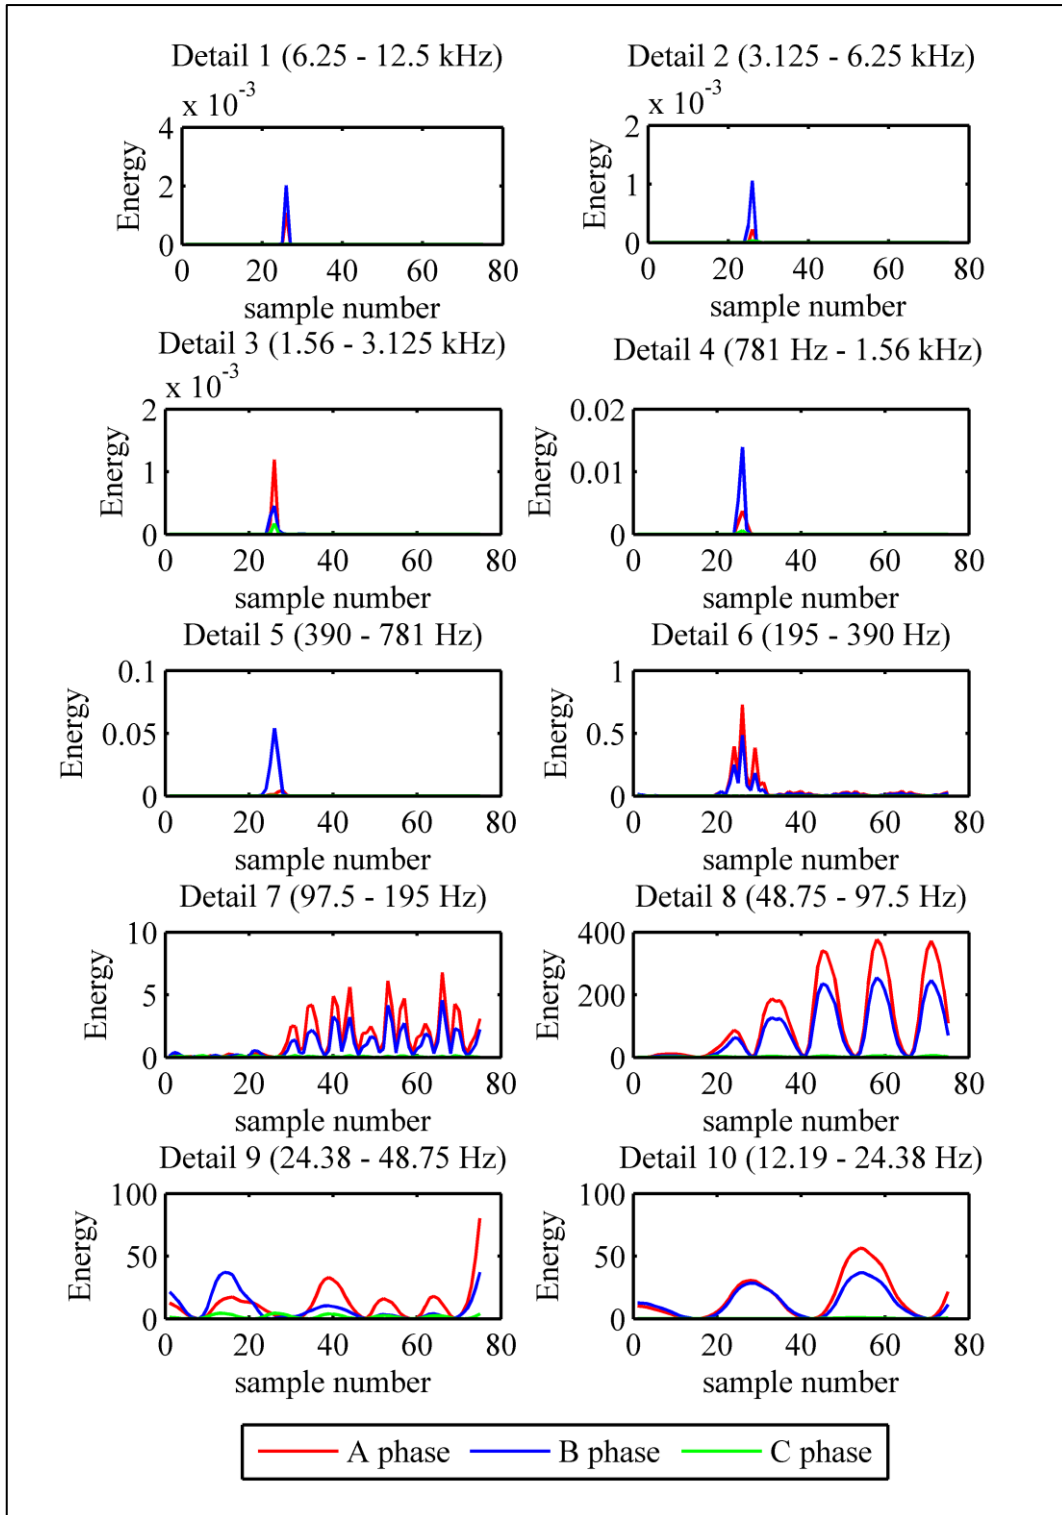 Detail 1 (6.25 - 12.5 kHz)
x 10-3
4
2
0
Energy
0 20 40 60 80
sample number
Detail 2 (3.125 - 6.25 kHz)
x 10-3
2
1
0
Energy
0 20 40 60 80
sample number
Detail 3 (1.56 - 3.125 kHz)
x 10-3
2
1
0
Energy
0 20 40 60 80
sample number
Detail 4 (781 Hz - 1.56 kHz)
0.02
0.01
0
Energy
0 20 40 60 80
sample number
Detail 5 (390 - 781 Hz)
0.1
0.05
0
Energy
0 20 40 60 80
sample number
Detail 6 (195 - 390 Hz)
1
0.5
0
Energy
0 20 40 60 80
sample number
Detail 7 (97.5 - 195 Hz)
10
5
0
Energy
0 20 40 60 80
sample number
Detail 8 (48.75 - 97.5 Hz)
400
200
0
Energy
0 20 40 60 80
sample number
Detail 9 (24.38 - 48.75 Hz)
100
50
0
Energy
0 20 40 60 80
sample number
Detail 10 (12.19 - 24.38 Hz)
100
50
0
Energy
0 20 40 60 80
sample number
A phase B phase C phase